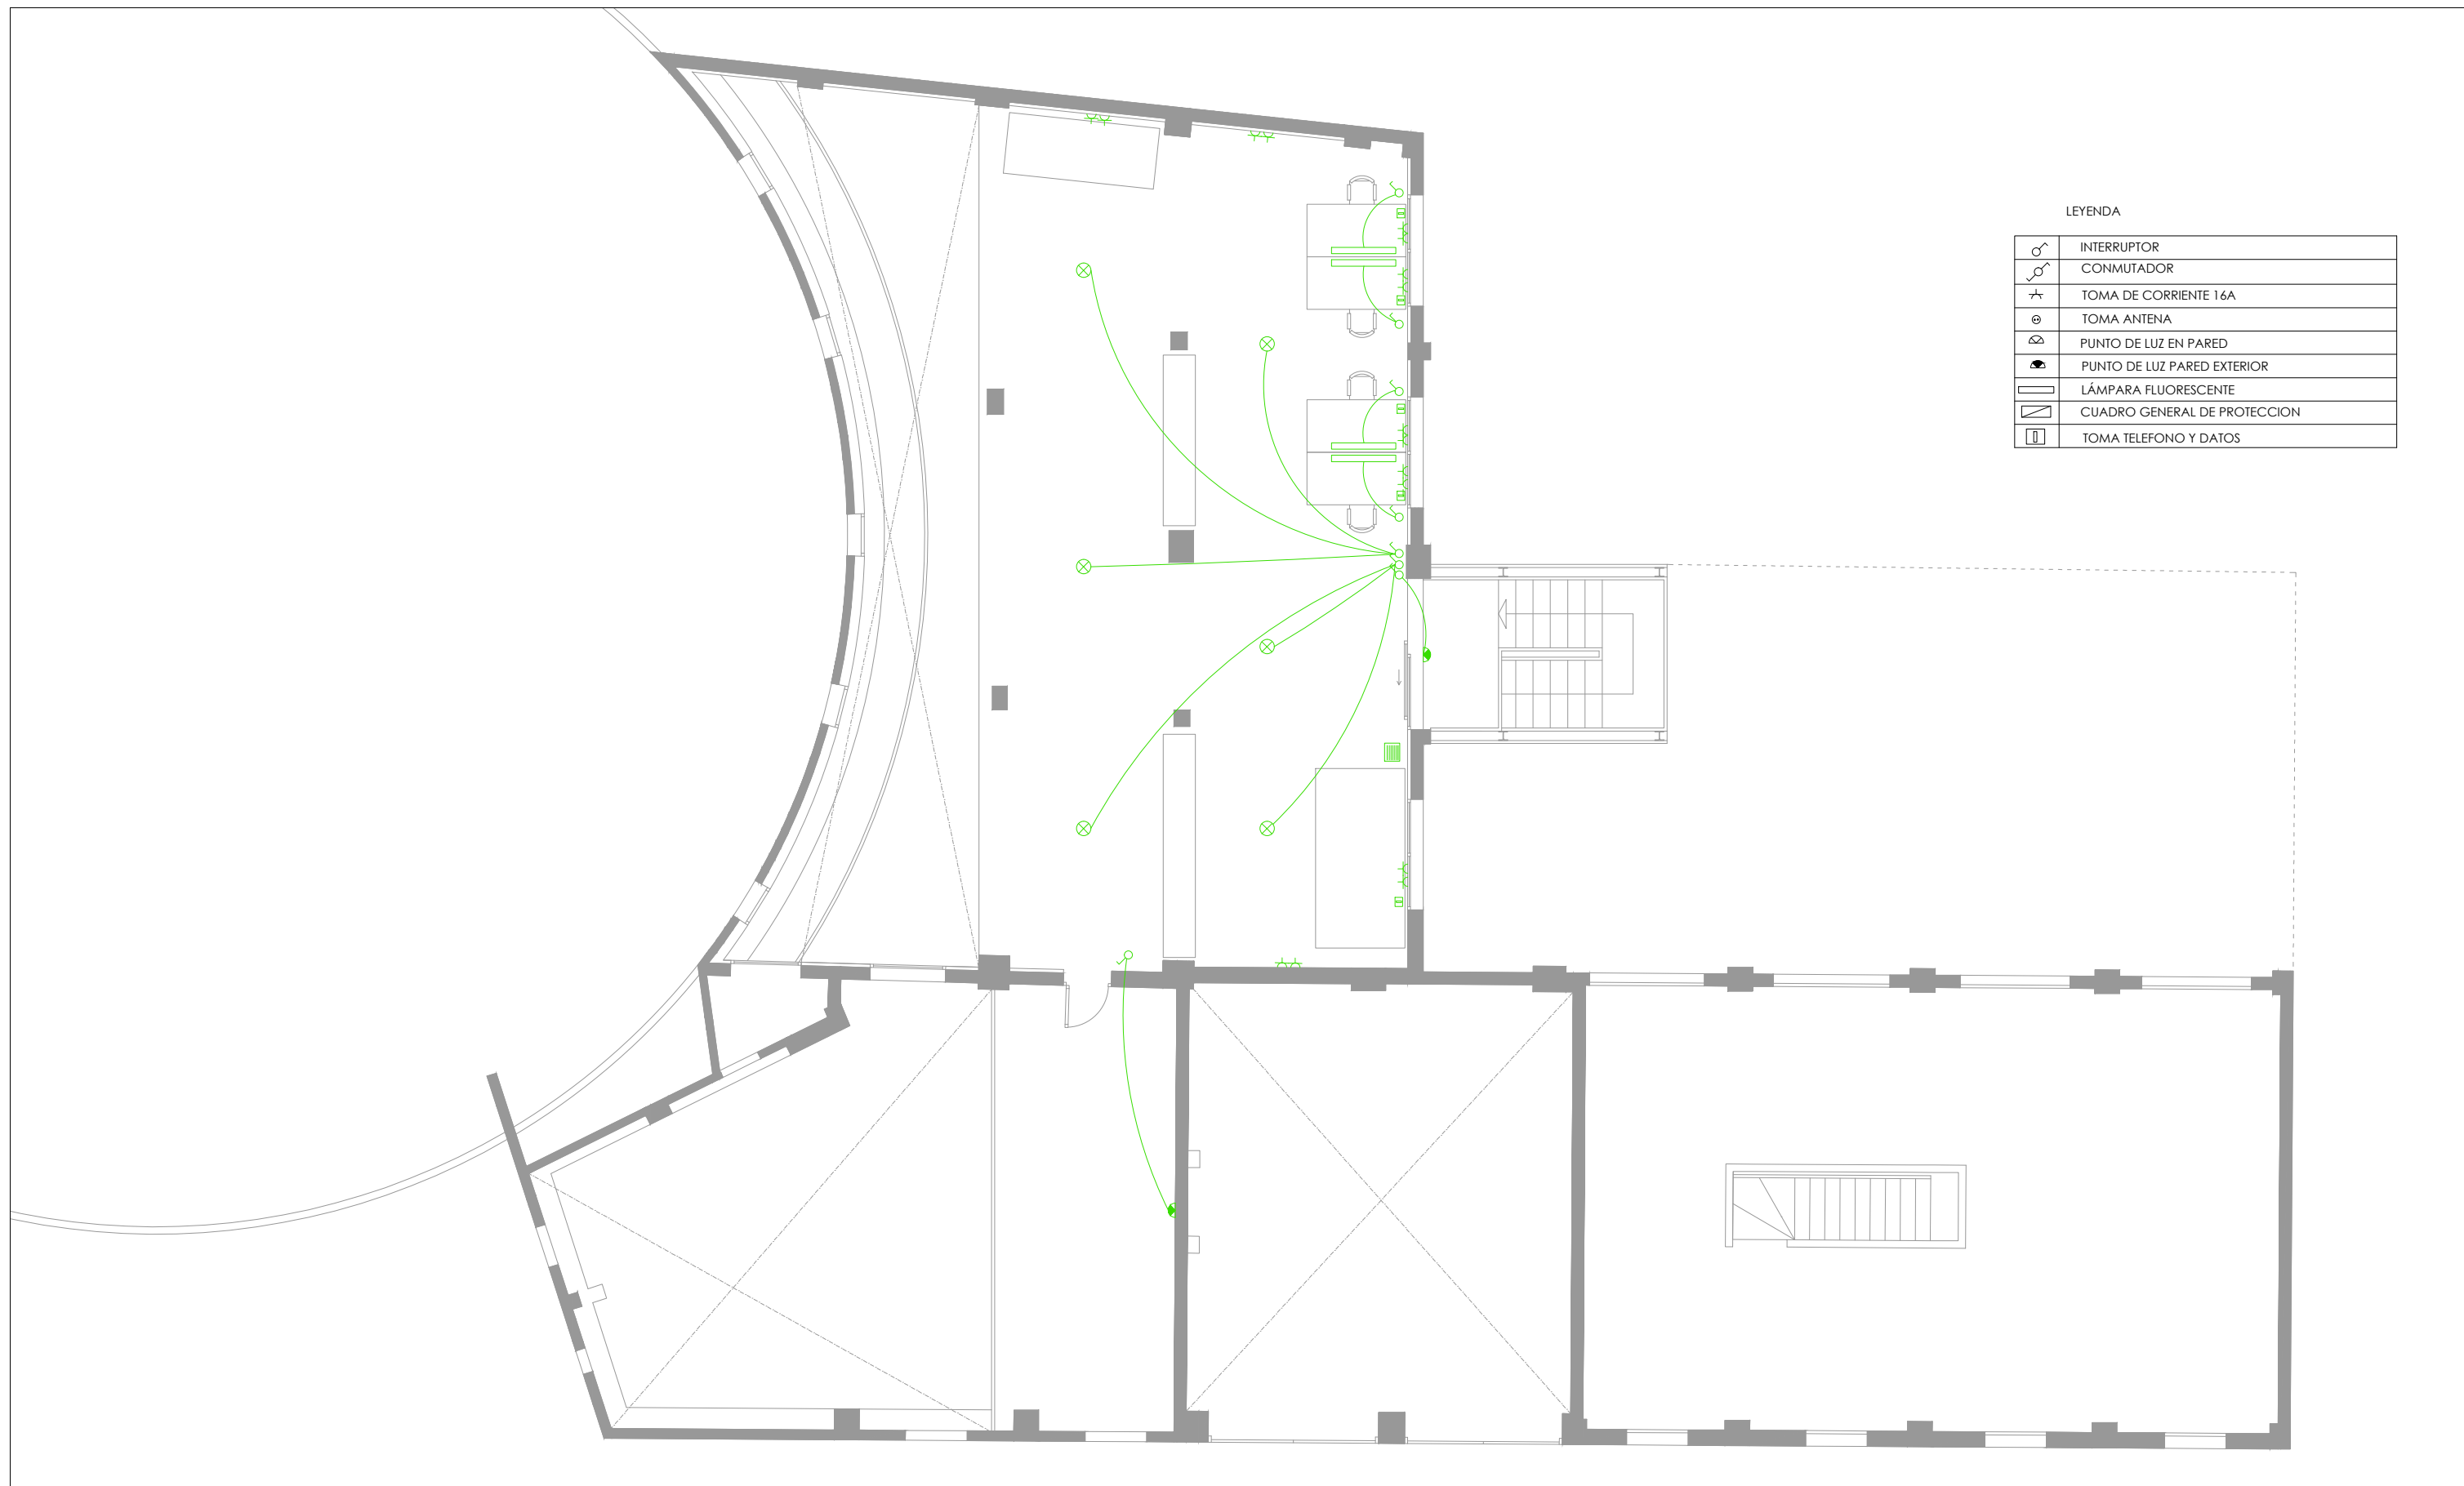 LEYENDA
INTERRUPTOR
CONMUTADOR
TOMA DE CORRIENTE 16A
TOMA ANTENA
PUNTO DE LUZ EN PARED
PUNTO DE LUZ PARED EXTERIOR
LÁMPARA FLUORESCENTE
CUADRO GENERAL DE PROTECCION
TOMA TELEFONO Y DATOS